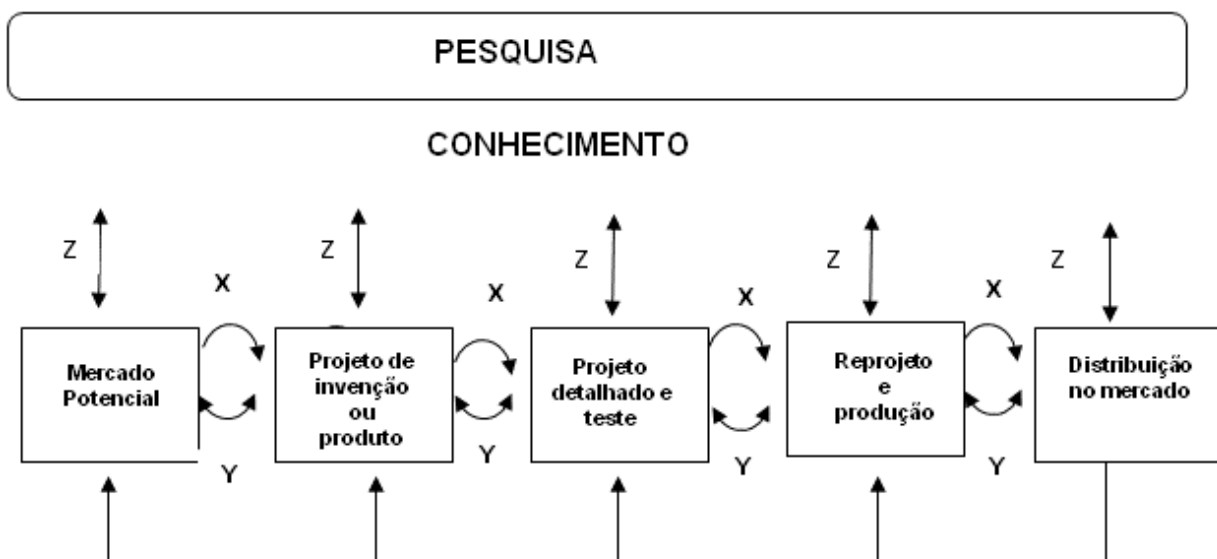 PESQUISA
CONHECIMENTO
Z
Z
Z
Z
Z
X
X
X
X
Mercado
Potencial
Projeto de
invenção
ou
produto
Projeto
detalhado e
teste
Reprojeto
e
produção
Distribuição
no mercado
Y
Y
Y
Y